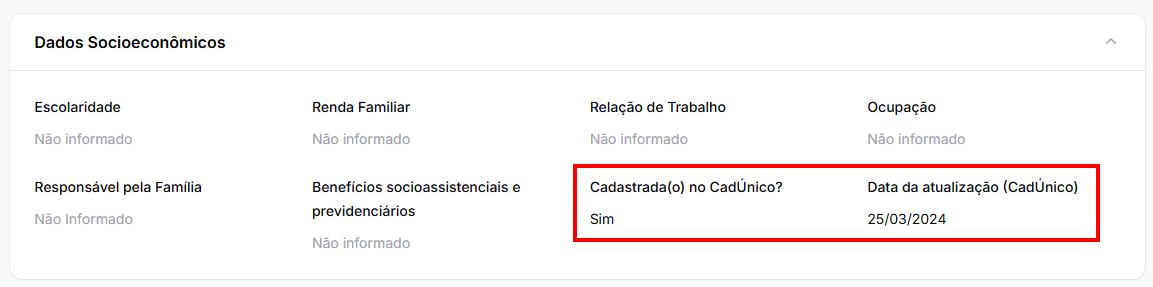 Dados Socioeconômicos
Escolaridade
Não informado
Renda Familiar
Não informado
Relação de Trabalho
Não informado
Ocupação
Não informado
Responsável pela Família
Não Informado
Benefícios socioassistenciais e
previdenciários
Não informado
Cadastrada(o) no CadÚnico?
Sim
Data da atualização (CadÚnico)
25/03/2024